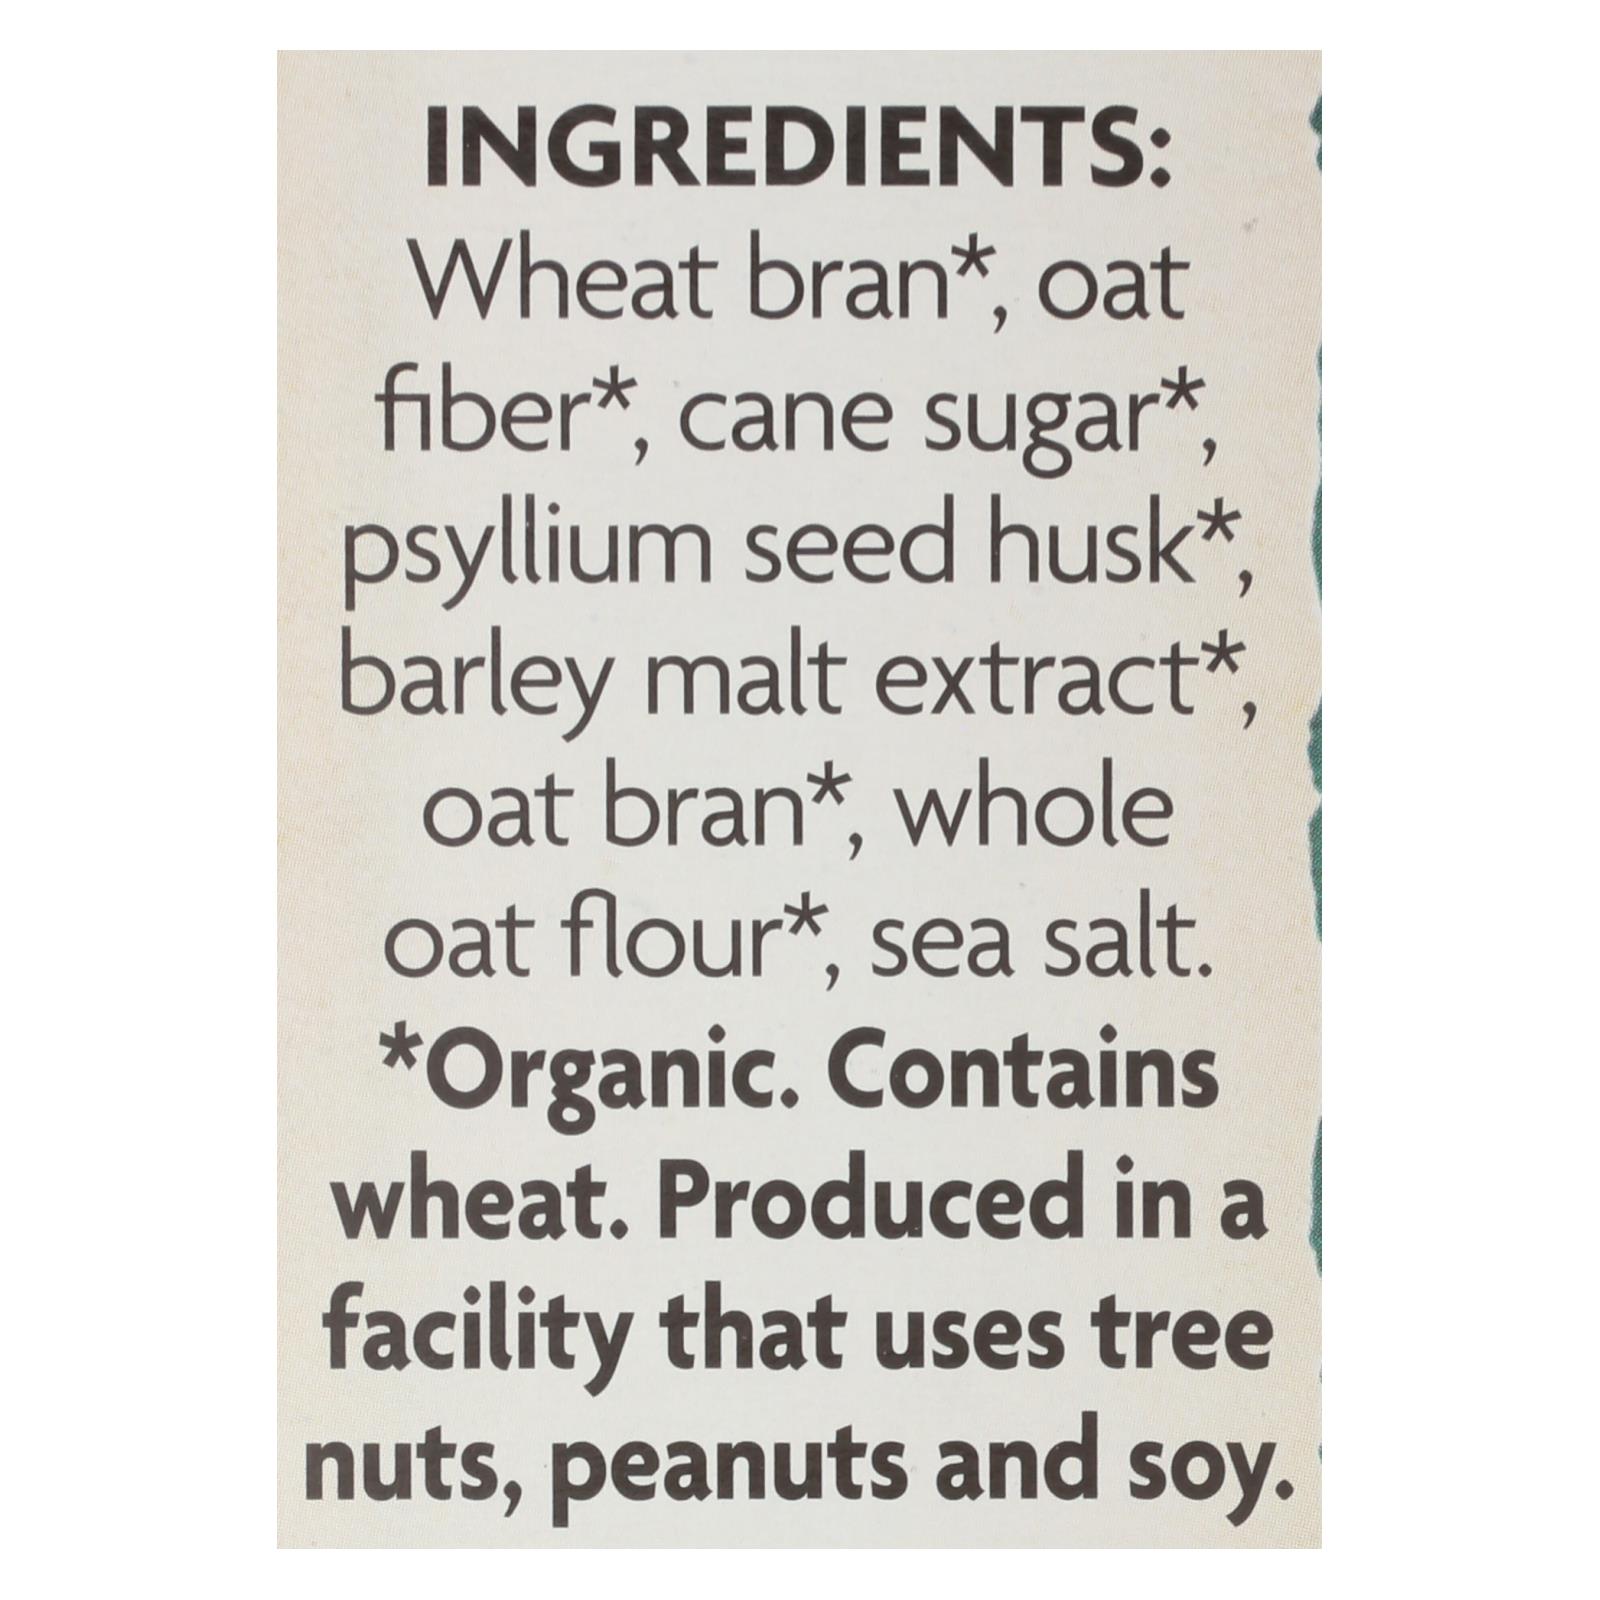 INGREDIENTS:
Wheat bran*, oat
fiber*, cane sugar*,
psyllium seed husk*,
barley malt extract*,
oat bran*, whole
oat flour*, sea salt.
*Organic. Contains
wheat. Produced in a
facility that uses tree
nuts, peanuts and soy.